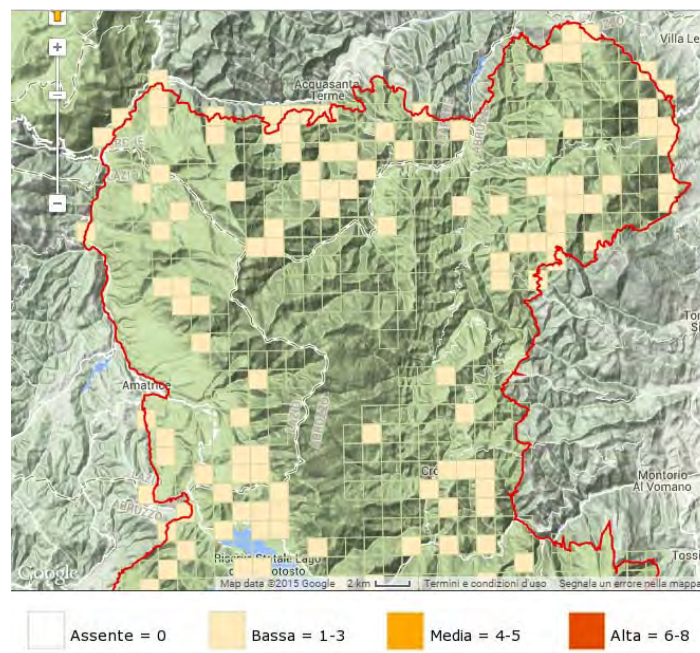 Villa Le
Acquasanta
Terme
Amatrice
Montorio
Al Vomano
Tossi
Google
Map data ©2015 Google
2 km
Termini e condizioni d'uso
Segnala un errore nella mappa
Assente = 0
Bassa = 1-3
Media = 4-5
Alta = 6-8